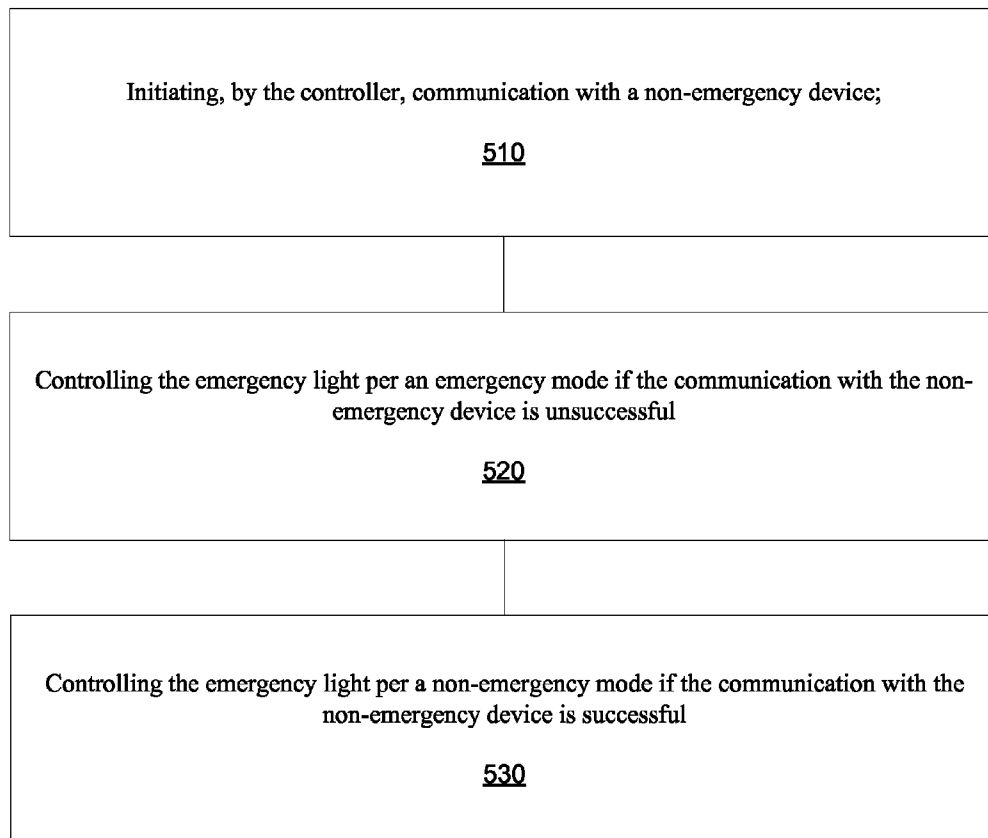 Initiating, by the controller, communication with a non-emergency device;
510
Controlling the emergency light per an emergency mode if the communication with the non-
emergency device is unsuccessful
520
Controlling the emergency light per a non-emergency mode if the communication with the
non-emergency device is successful
530